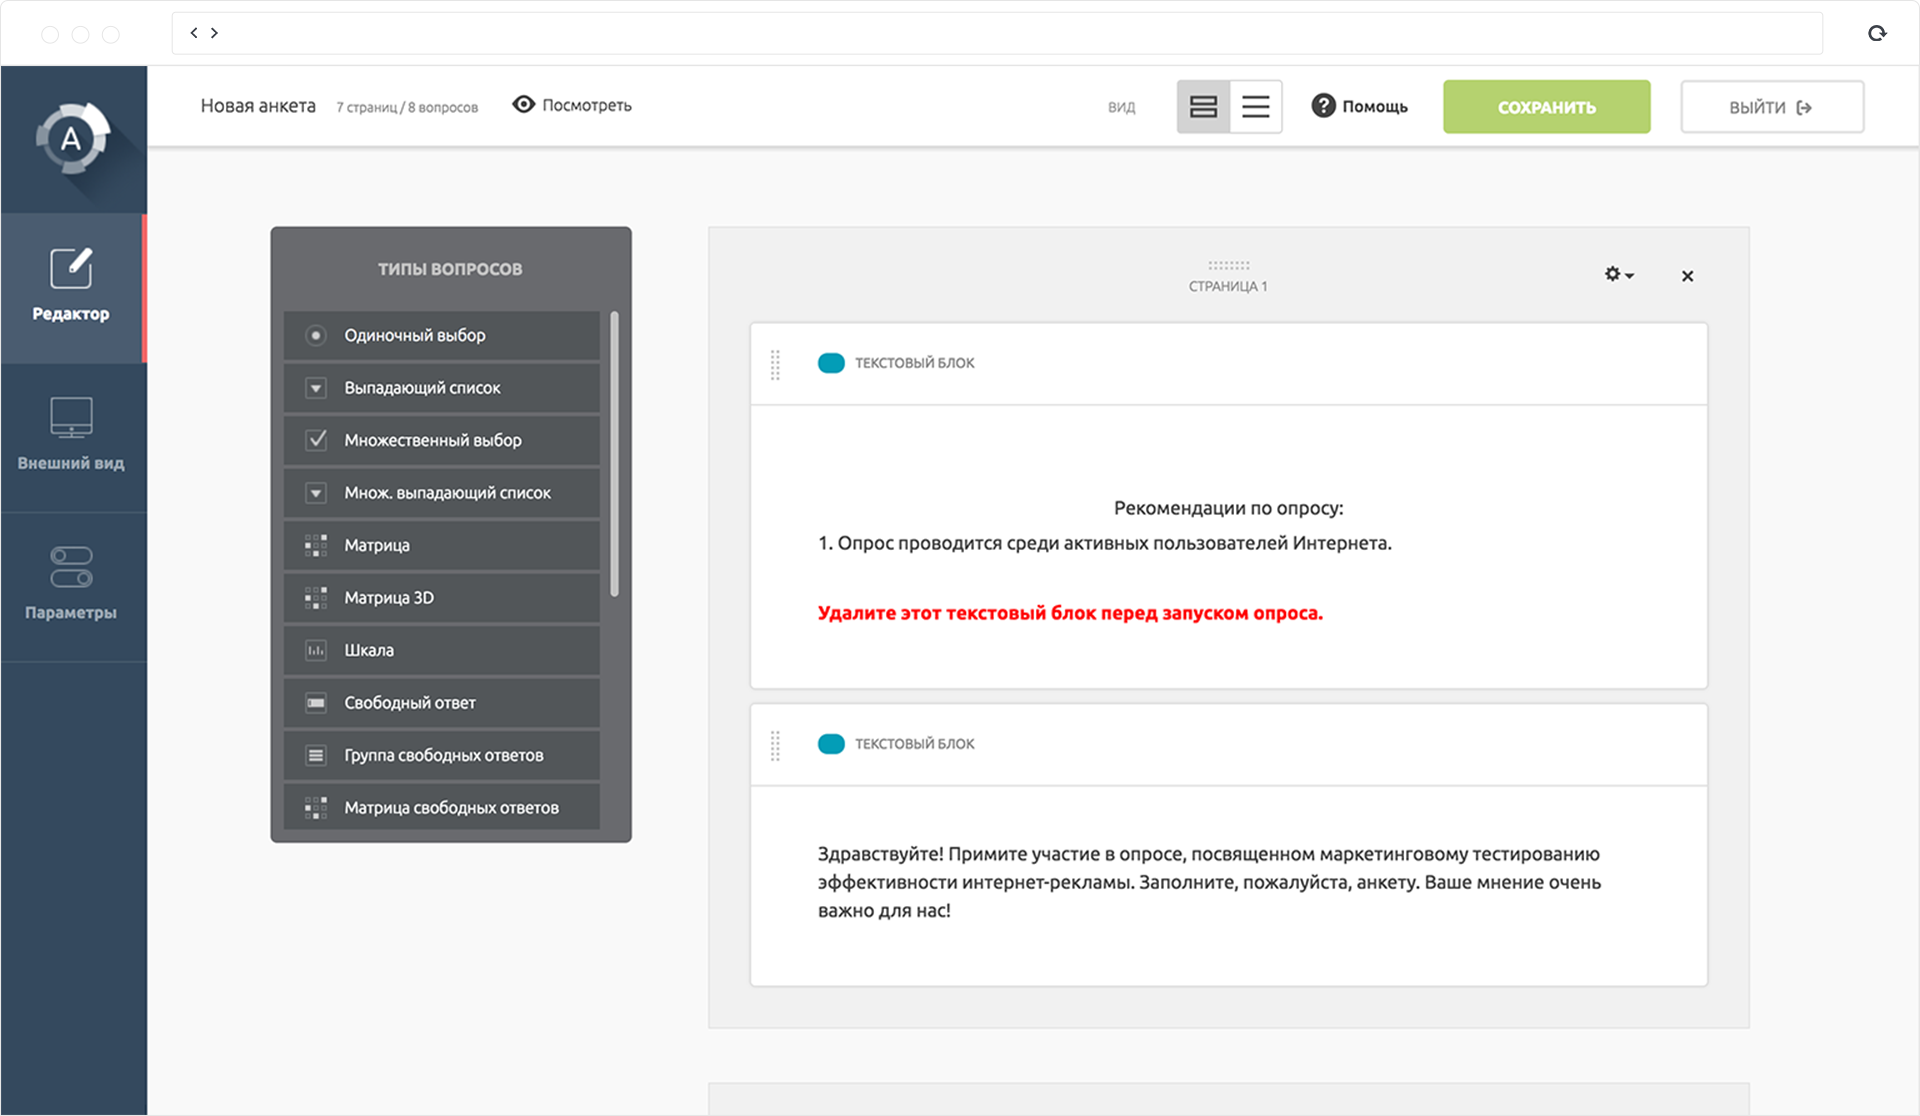 Новая анкета 7 страниц / 8 вопросов Посмотреть ВИД Помощь СОХРАНИТЬ ВЫЙТИ
A
Редактор
Внешний вид
Параметры
ТИПЫ ВОПРОСОВ
Одиночный выбор
Выпадающий список
Множественный выбор
Множ. выпадающий список
Матрица
Матрица 3D
Шкала
Свободный ответ
Группа свободных ответов
Матрица свободных ответов
СТРАНИЦА 1
ТЕКСТОВЫЙ БЛОК
Рекомендации по опросу:
1. Опрос проводится среди активных пользователей Интернета.
Удалите этот текстовый блок перед запуском опроса.
ТЕКСТОВЫЙ БЛОК
Здравствуйте! Примите участие в опросе, посвященном маркетинговому тестированию
эффективности интернет-рекламы. Заполните, пожалуйста, анкету. Ваше мнение очень
важно для нас!